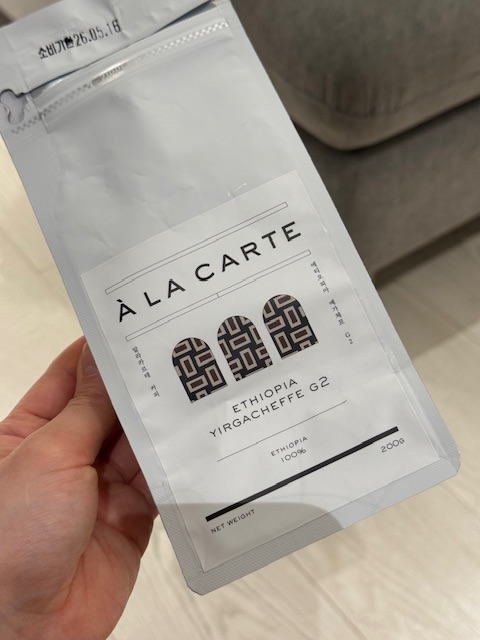 소비기한26.05.16
À LA CARTE
알라카르테 커피
에티오피아 예가체프 G2
ETHIOPIA
YIRGACHEFFE G2
ETHIOPIA
100%
NET WEIGHT
200G